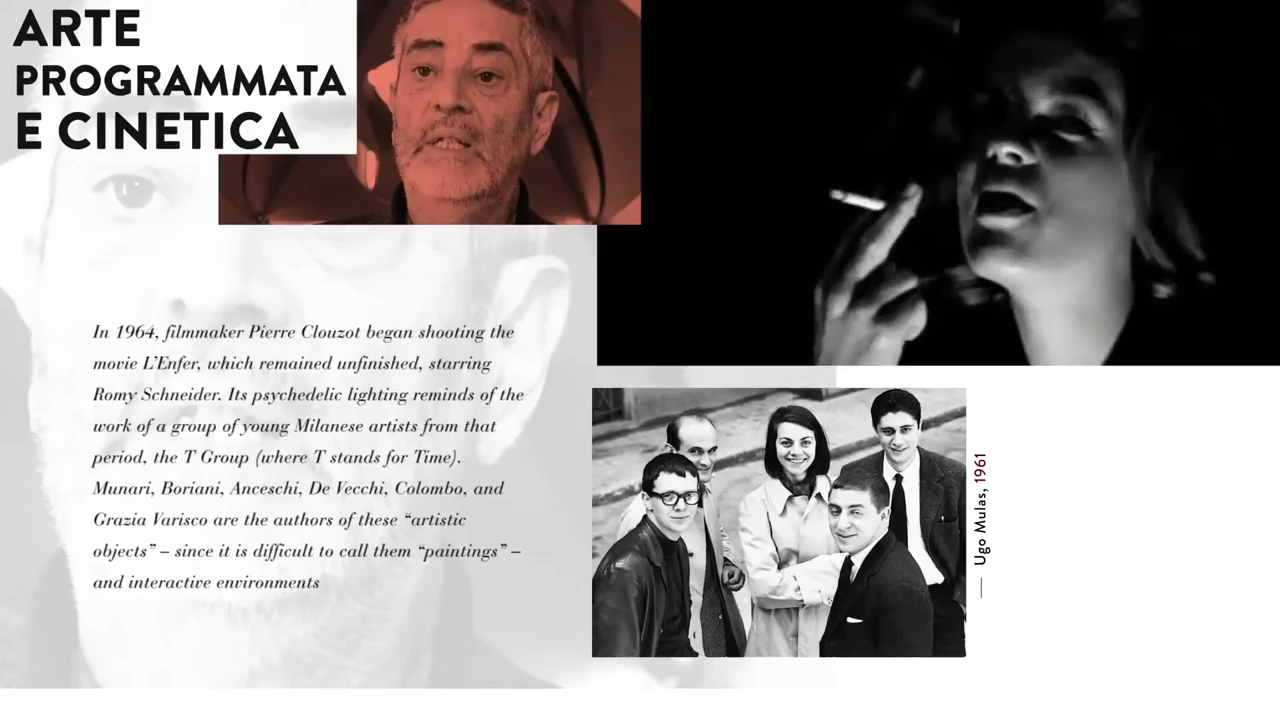 ARTE
PROGRAMMATA
E CINETICA
In 1964, filmmaker Pierre Clouzot began shooting the
movie L'Enfer, which remained unfinished, starring
Romy Schneider. Its psychedelic lighting reminds of the
work of a group of young Milanese artists from that
period, the T Group (where T stands for Time).
Munari, Boriani, Anceschi, De Vecchi, Colombo, and
Grazia Varisco are the authors of these “artistic
objects” – since it is difficult to call them “paintings” –
and interactive environments
— Ugo Mulas, 1961